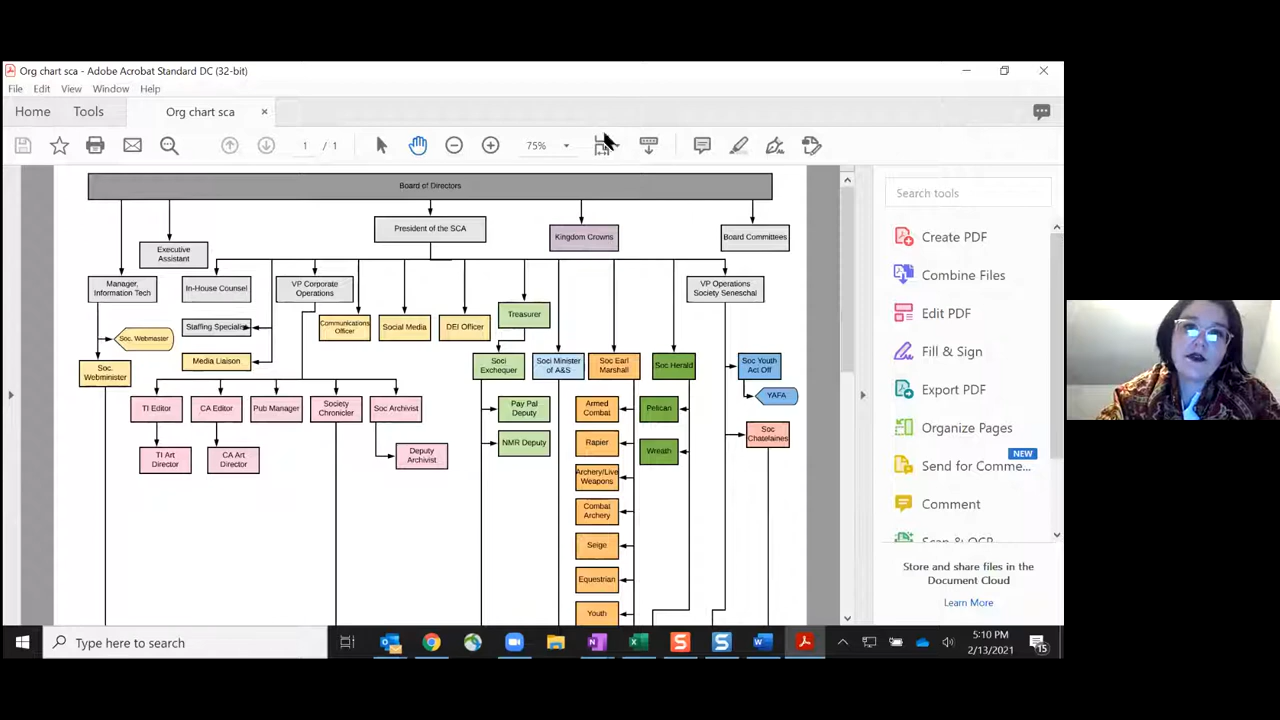 Org chart sca - Adobe Acrobat Standard DC (32-bit)
File Edit View Window Help
Home Tools Org chart sca
1 / 1 75%
Search tools
Create PDF
Combine Files
Edit PDF
Fill & Sign
Export PDF
Organize Pages
NEW
Send for Comme...
Comment
Scan & OCR
Store and share files in the
Document Cloud
Learn More
Board of Directors
President of the SCA
Kingdom Crowns
Board Committees
Executive
Assistant
Manager,
Information Tech
In-House Counsel
VP Corporate
Operations
VP Operations
Society Seneschal
Treasurer
Staffing Specialist
Communications
Officer
Social Media
DEI Officer
Soc. Webmaster
Media Liaison
Soc.
Webminister
Soci
Exchequer
Soci Minister
of A&S
Soc Earl
Marshall
Soc Herald
Soc Youth
Act Off
YAFA
TI Editor
CA Editor
Pub Manager
Society
Chronicler
Soc Archivist
Pay Pal
Deputy
Armed
Combat
Pelican
Soc
Chatelaines
NMR Deputy
Rapier
Wreath
TI Art
Director
CA Art
Director
Deputy
Archivist
Archery/Live
Weapons
Combat
Archery
Seige
Equestrian
Youth
Type here to search
5:10 PM
2/13/2021
15